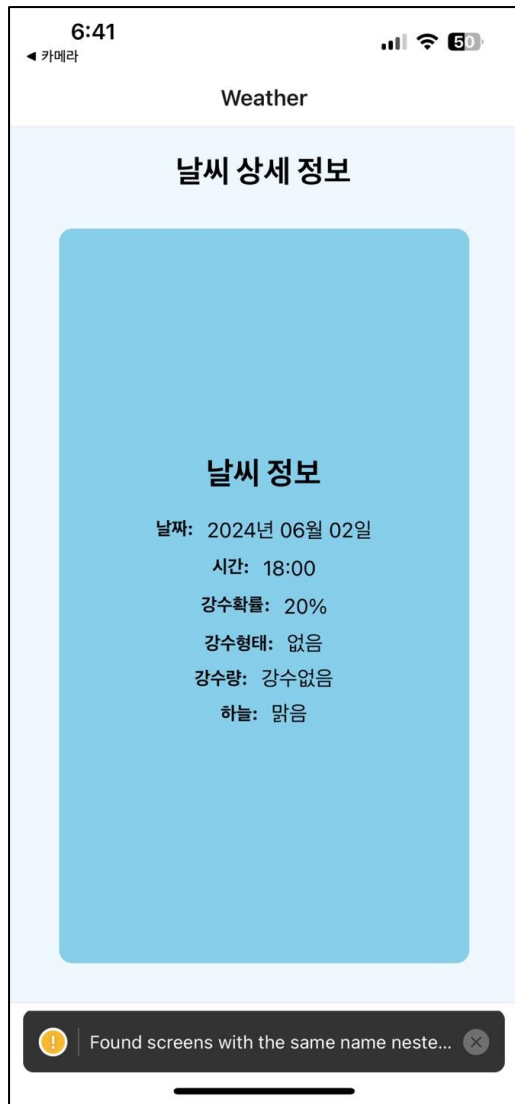 6:41
◀ 카메라
50
Weather
날씨 상세 정보
날씨 정보
날짜: 2024년 06월 02일
시간: 18:00
강수확률: 20%
강수형태: 없음
강수량: 강수없음
하늘: 맑음
Found screens with the same name neste...